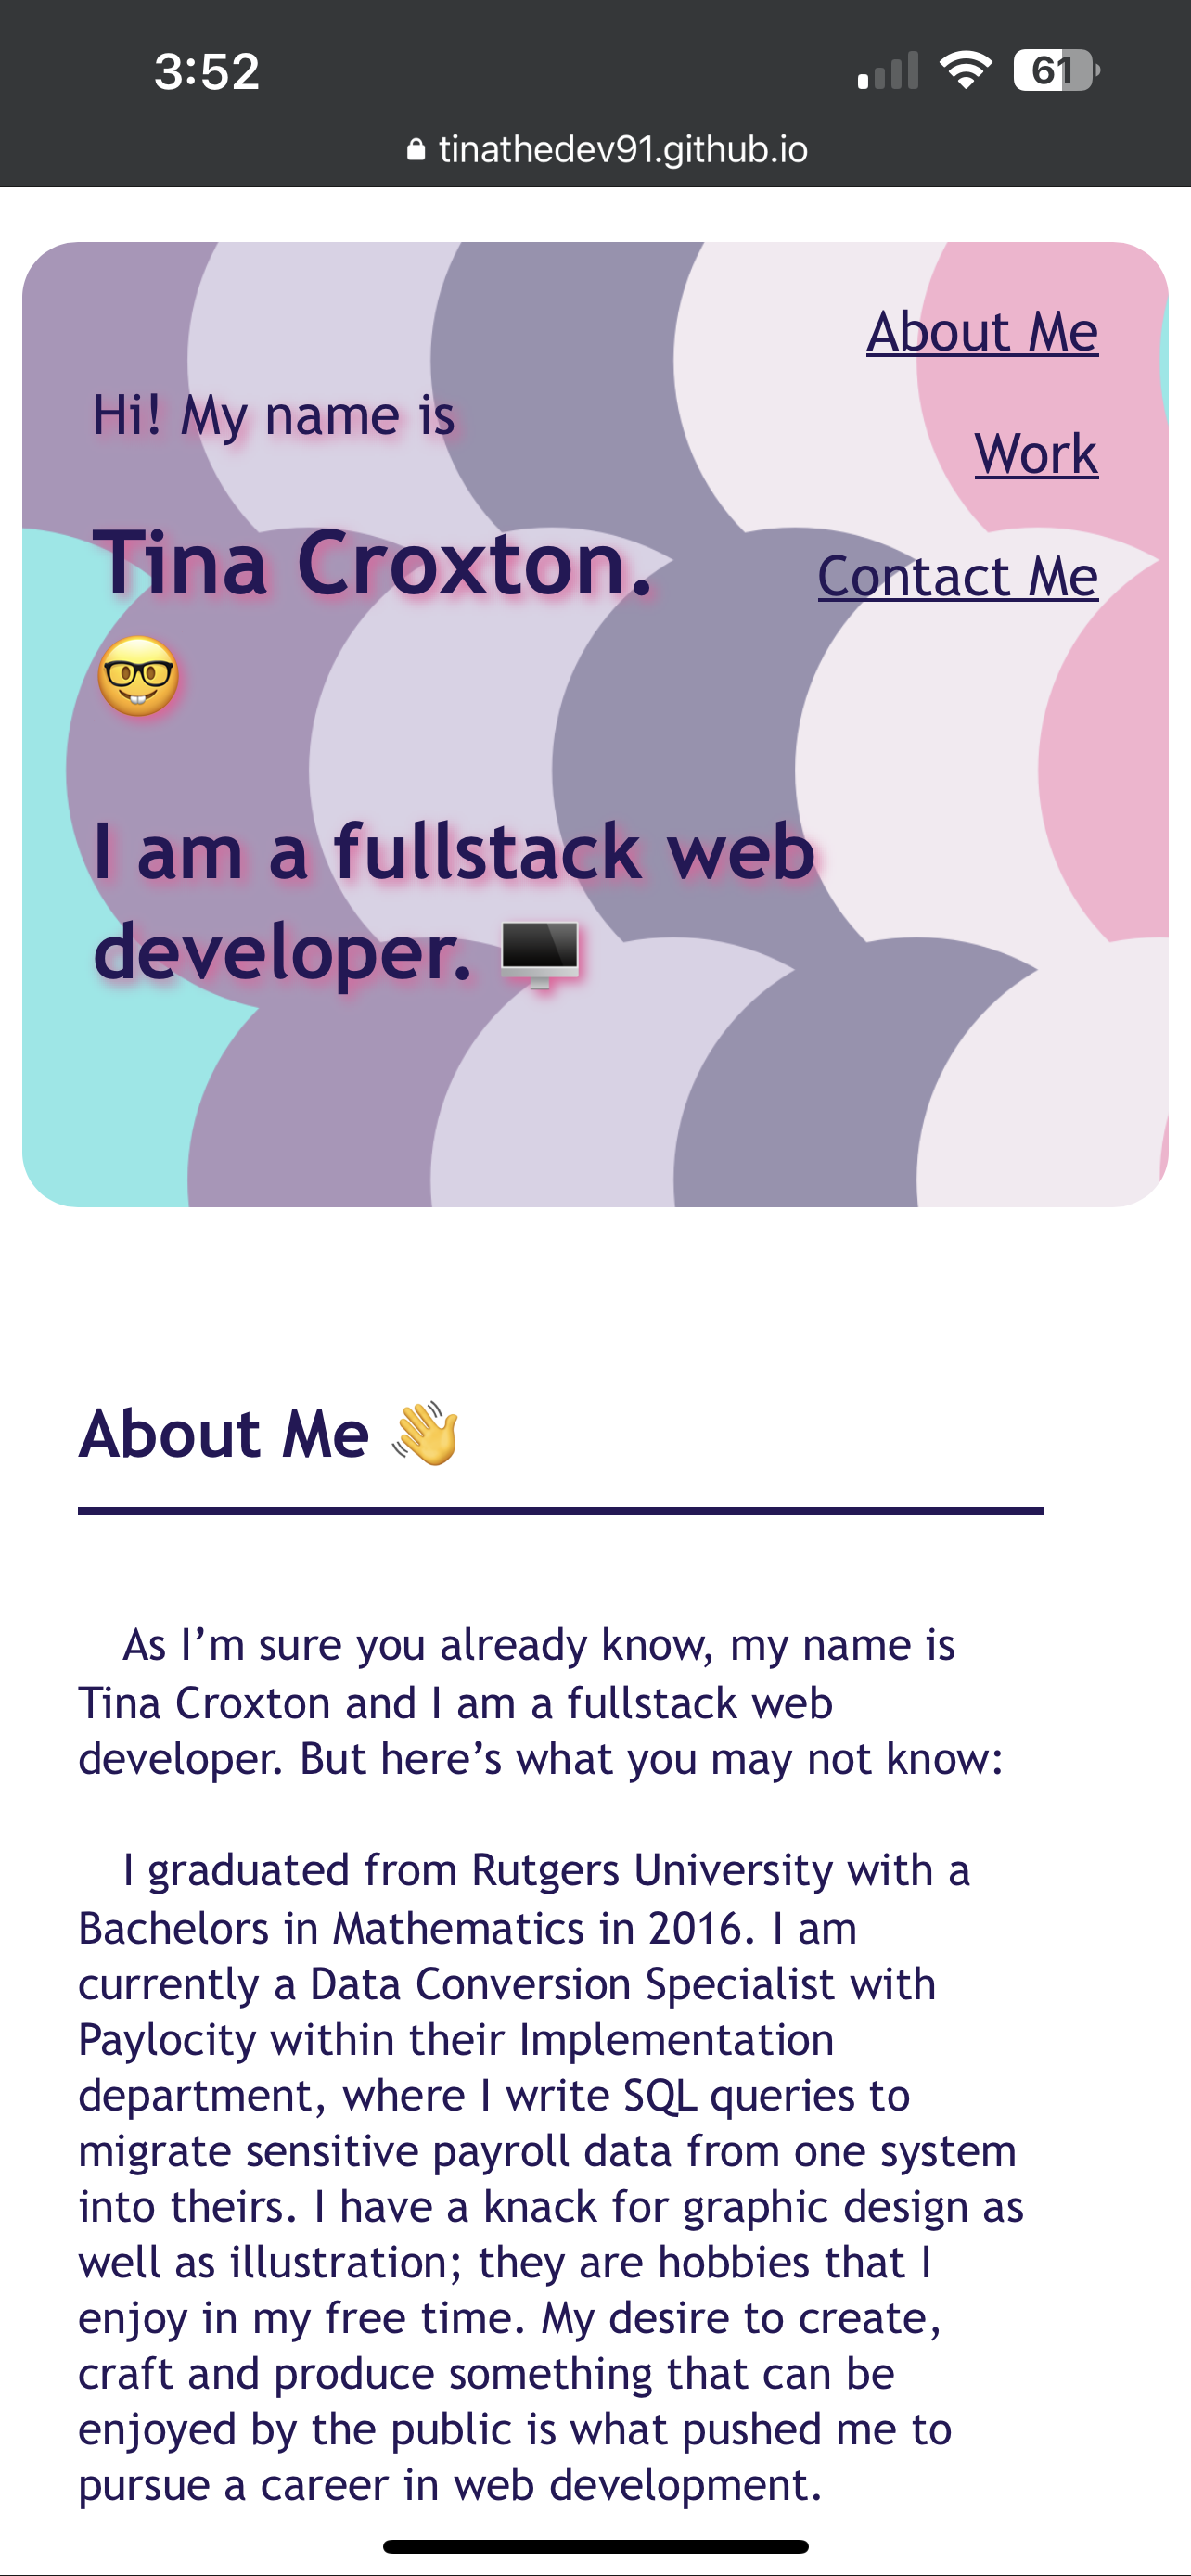 3:52
61
tinathedev91.github.io
About Me
Hi! My name is
Work
Tina Croxton.
Contact Me
I am a fullstack web
developer.
About Me
As I’m sure you already know, my name is
Tina Croxton and I am a fullstack web
developer. But here’s what you may not know:
I graduated from Rutgers University with a
Bachelors in Mathematics in 2016. I am
currently a Data Conversion Specialist with
Paylocity within their Implementation
department, where I write SQL queries to
migrate sensitive payroll data from one system
into theirs. I have a knack for graphic design as
well as illustration; they are hobbies that I
enjoy in my free time. My desire to create,
craft and produce something that can be
enjoyed by the public is what pushed me to
pursue a career in web development.